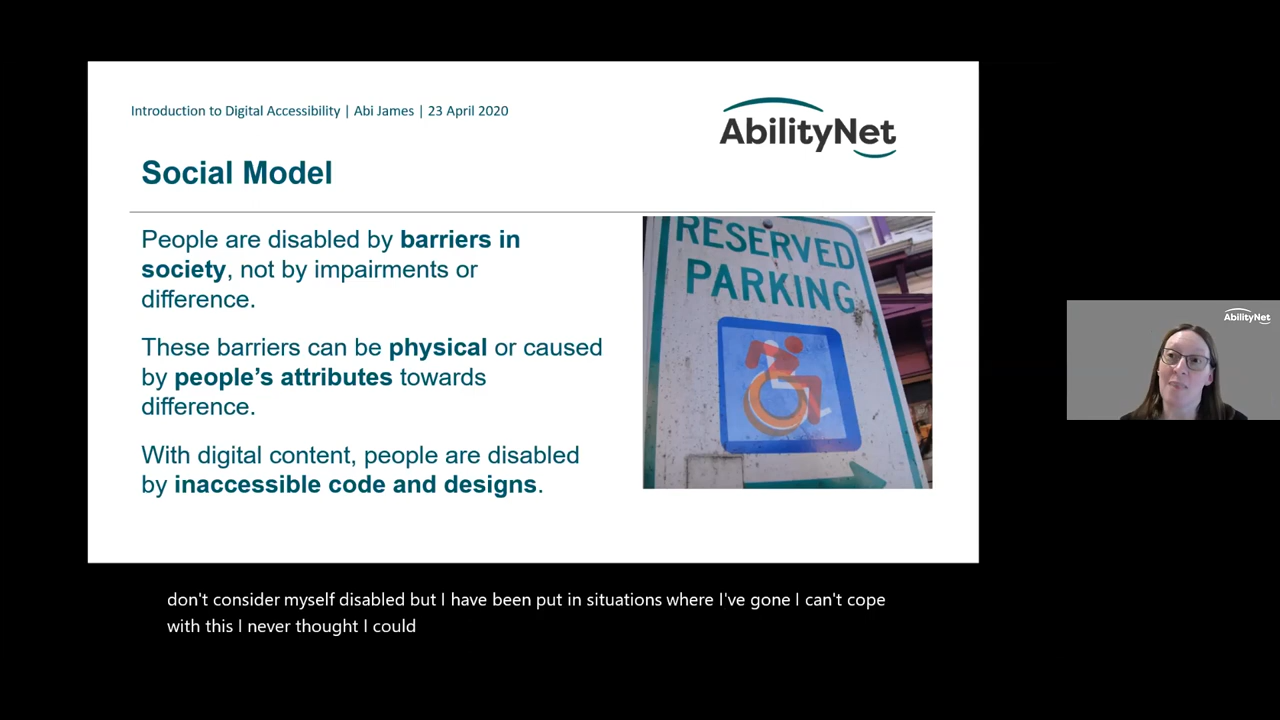 Introduction to Digital Accessibility | Abi James | 23 April 2020
AbilityNet
Social Model
People are disabled by barriers in
society, not by impairments or
difference.
These barriers can be physical or caused
by people's attributes towards
difference.
With digital content, people are disabled
by inaccessible code and designs.
RESERVED
PARKING
AbilityNet
don't consider myself disabled but I have been put in situations where I've gone I can't cope
with this I never thought I could